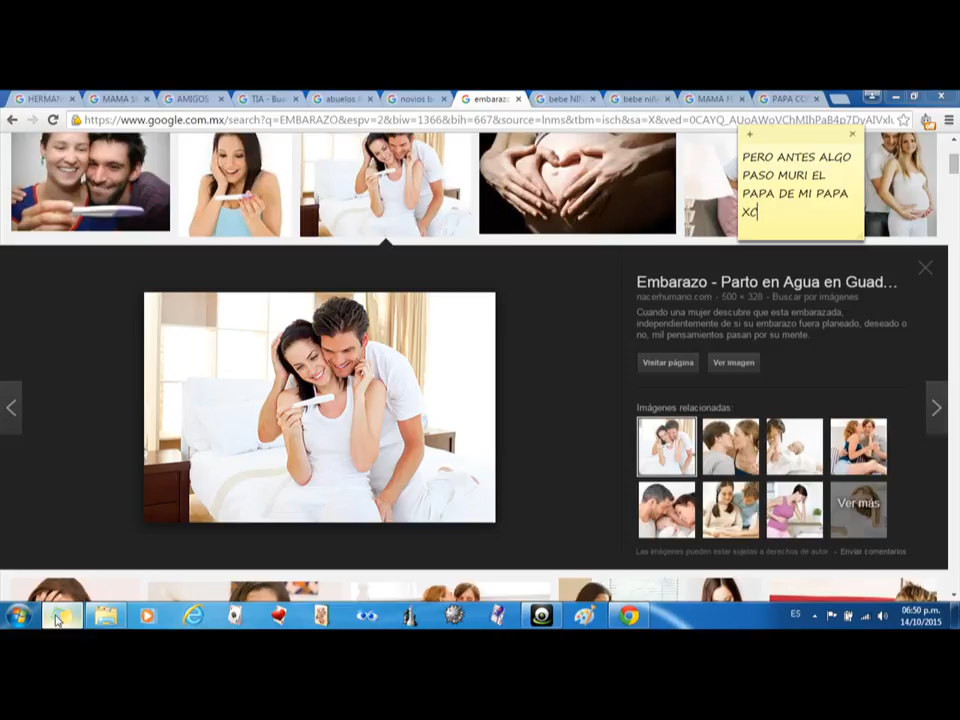 HERMAN
MAMA S
AMIGOS
TIA - Bus
abuelos
novios b
embarazo
bebe NIN
bebe niñ
MAMA F
PAPA CO
https://www.google.com.mx/search?q=EMBARAZO&espv=2&biw=1366&bih=667&source=lnms&tbm=isch&sa=X&ved=
+
PERO ANTES ALGO
PASO MURI EL
PAPA DE MI PAPA
XC
Embarazo - Parto en Agua en Guad...
nacerhumano.com - 500 × 328 - Buscar por imágenes
Cuando una mujer descubre que esta embarazada,
independientemente de si su embarazo fuera planeado, deseado o
no, mil pensamientos pasan por su mente.
Visitar página
Ver imagen
Imágenes relacionadas:
Ver más
Las imágenes pueden estar sujetas a derechos de autor. - Enviar comentarios
ES
06:50 p.m.
14/10/2015